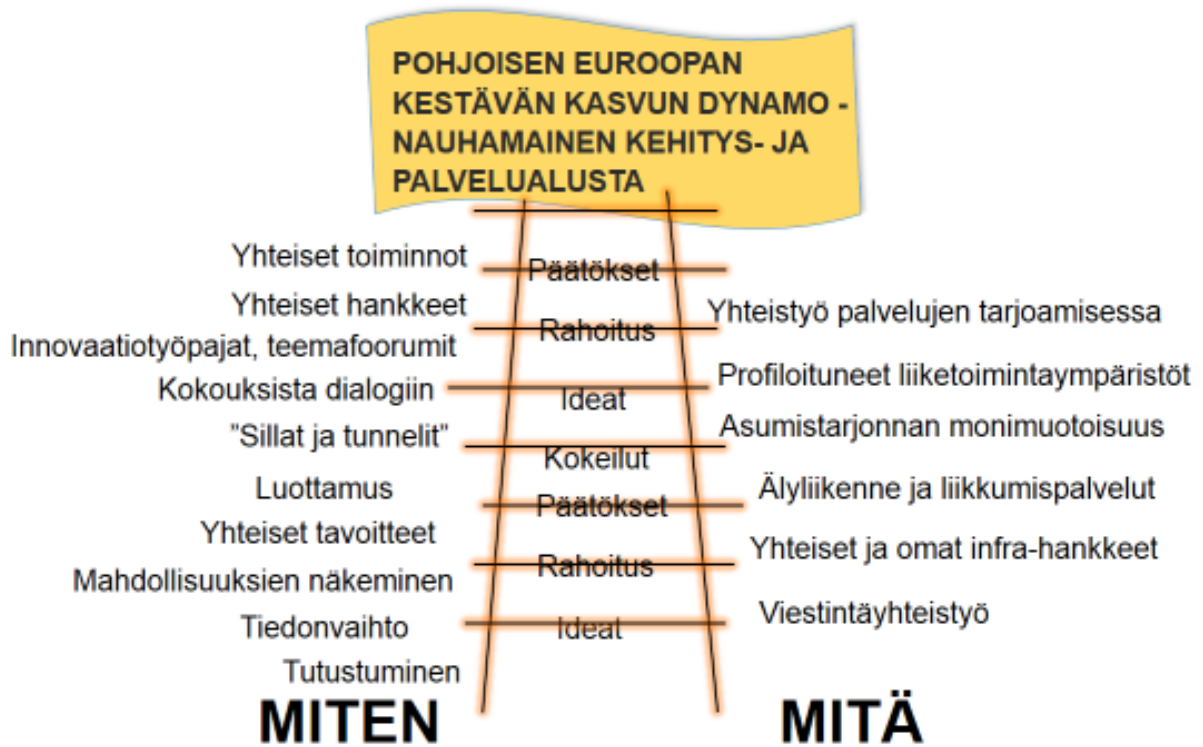 POHJOISEN EUROOPAN
KESTÄVÄN KASVUN DYNAMO -
NAUHAMAINEN KEHITYS- JA
PALVELUALUSTA
Yhteiset toiminnot
Päätökset
Yhteiset hankkeet
Yhteistyö palvelujen tarjoamisessa
Rahoitus
Innovaatiotyöpajat, teemafoorumit
Profiloituneet liiketoimintaympäristöt
Kokouksista dialogiin
Ideat
Asumistarjonnan monimuotoisuus
"Sillat ja tunnelit"
Kokeilut
Luottamus
Älyliikenne ja liikkumispalvelut
Päätökset
Yhteiset tavoitteet
Yhteiset ja omat infra-hankkeet
Rahoitus
Mahdollisuuksien näkeminen
Viestintäyhteistyö
Tiedonvaihto
Ideat
Tutustuminen
MITEN
MITÄ